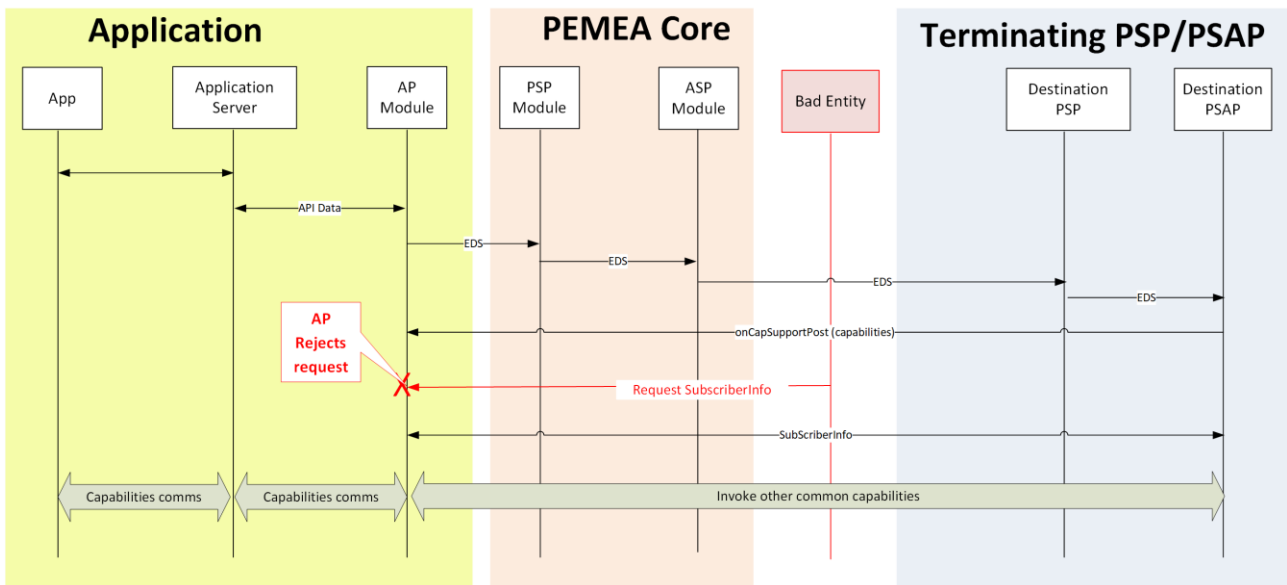 Application
PEMEA Core
Terminating PSP/PSAP
App
Application
Server
AP
Module
PSP
Module
ASP
Module
Bad Entity
Destination
PSP
Destination
PSAP
API Data
EDS
EDS
EDS
EDS
AP
Rejects
request
onCapSupportPost (capabilities)
X
Request SubscriberInfo
SubScriberInfo
Capabilities comms
Capabilities comms
Invoke other common capabilities